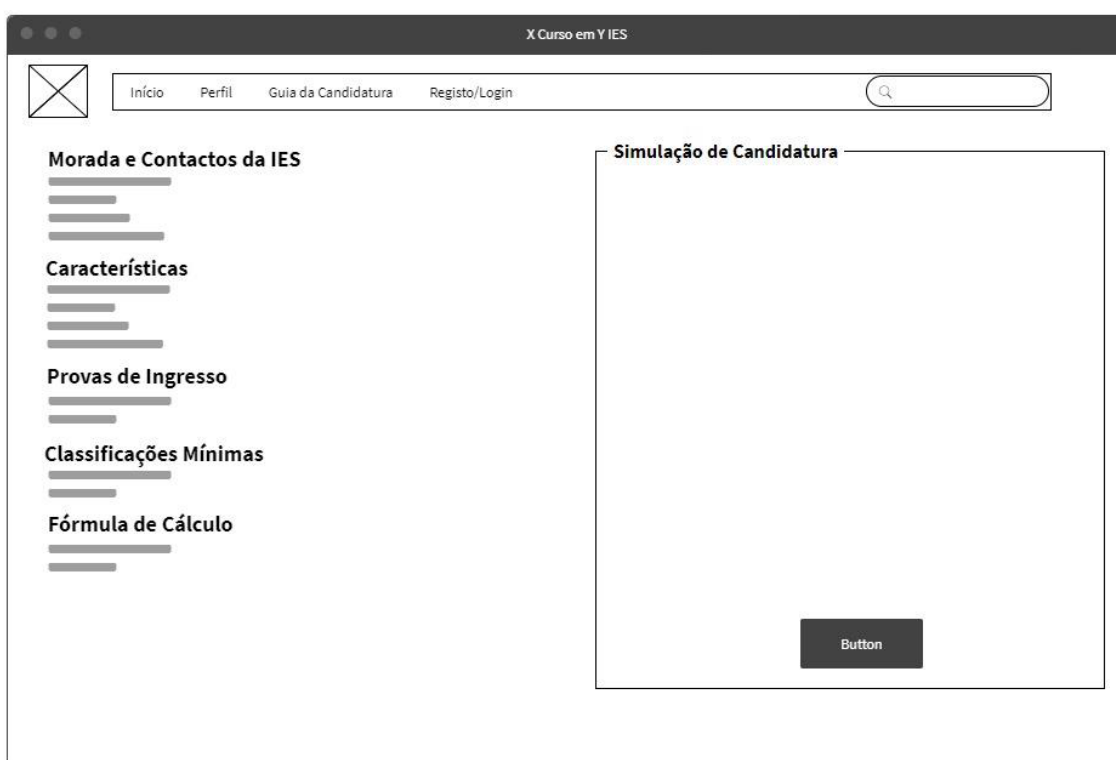 X Curso em Y IES
Início Perfil Guia da Candidatura Registo/Login
Morada e Contactos da IES
Características
Provas de Ingresso
Classificações Mínimas
Fórmula de Cálculo
Simulação de Candidatura
Button